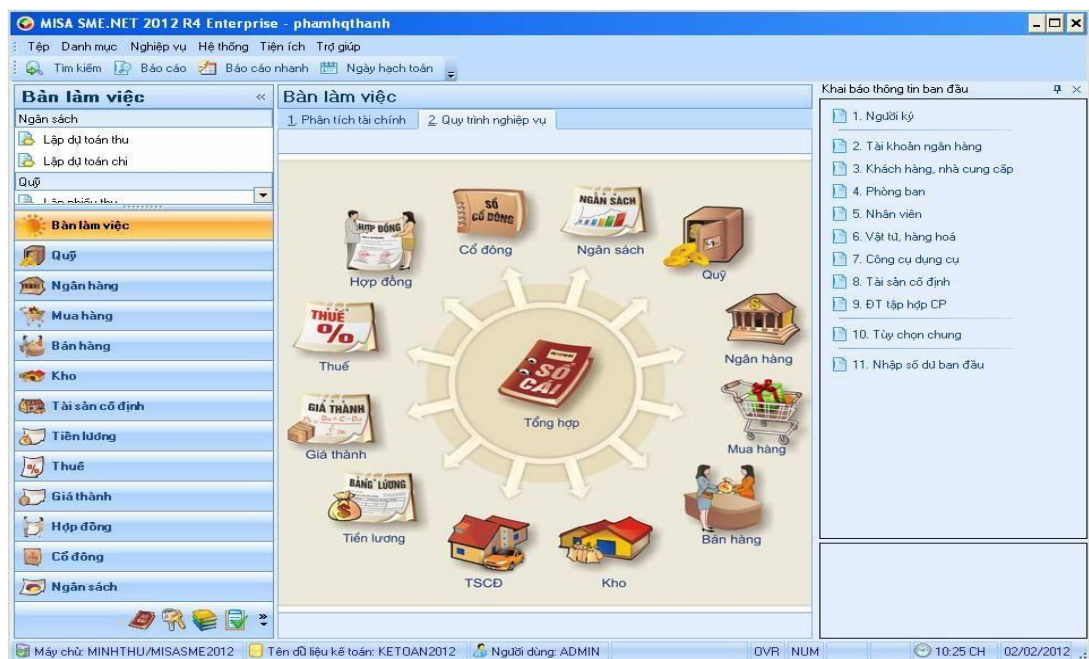 MISA SME.NET 2012 R4 Enterprise - phamhqthanh
Tệp Danh mục Nghiệp vụ Hệ thống Tiện ích Trợ giúp
Tìm kiếm Báo cáo Báo cáo nhanh Ngày hạch toán
Bàn làm việc
Ngân sách
Lập dự toán thu
Lập dự toán chi
Quỹ
Lập phiếu thu
Bàn làm việc
Quỹ
Ngân hàng
Mua hàng
Bán hàng
Kho
Tài sản cố định
Tiền lương
Thuế
Giá thành
Hợp đồng
Cổ đông
Ngân sách
Bàn làm việc
1. Phân tích tài chính 2. Quy trình nghiệp vụ
HỢP ĐỒNG
Hợp đồng
SỔ CỔ ĐÔNG
Cổ đông
NGÂN SÁCH
Ngân sách
Quỹ
THUẾ
%
Thuế
Ngân hàng
SỔ CÁI
Tổng hợp
GIÁ THÀNH
Giá thành
Mua hàng
BẢNG LƯƠNG
Tiền lương
Bán hàng
TSCĐ
Kho
Khai báo thông tin ban đầu
1. Người ký
2. Tài khoản ngân hàng
3. Khách hàng, nhà cung cấp
4. Phòng ban
5. Nhân viên
6. Vật tư, hàng hoá
7. Công cụ dụng cụ
8. Tài sản cố định
9. ĐT tập hợp CP
10. Tùy chọn chung
11. Nhập số dư ban đầu
Máy chủ: MINHTHU/MISASME2012 Tên dữ liệu kế toán: KETOAN2012 Người dùng: ADMIN OVR NUM 10:25 CH 02/02/2012